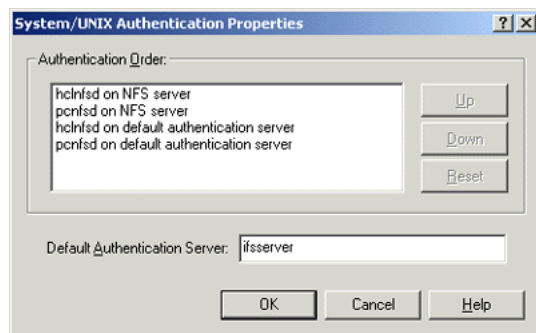 System/UNIX Authentication Properties
Authentication Order:
hclnfsd on NFS server
pcnfsd on NFS server
hclnfsd on default authentication server
pcnfsd on default authentication server
Up
Down
Reset
Default Authentication Server: ifsserver
OK Cancel Help